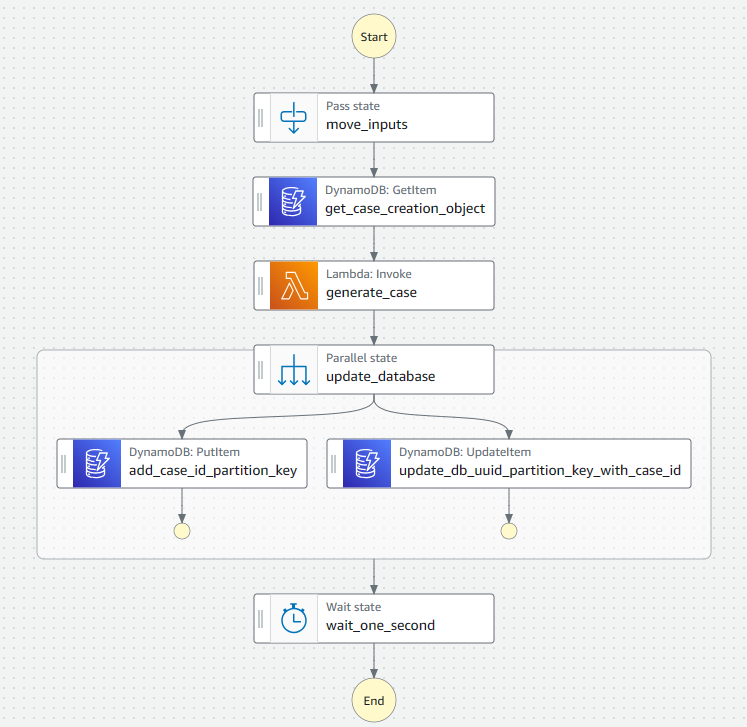 Start
Pass state
move_inputs
DynamoDB: GetItem
get_case_creation_object
Lambda: Invoke
generate_case
Parallel state
update_database
DynamoDB: PutItem
add_case_id_partition_key
DynamoDB: UpdateItem
update_db_uuid_partition_key_with_case_id
Wait state
wait_one_second
End